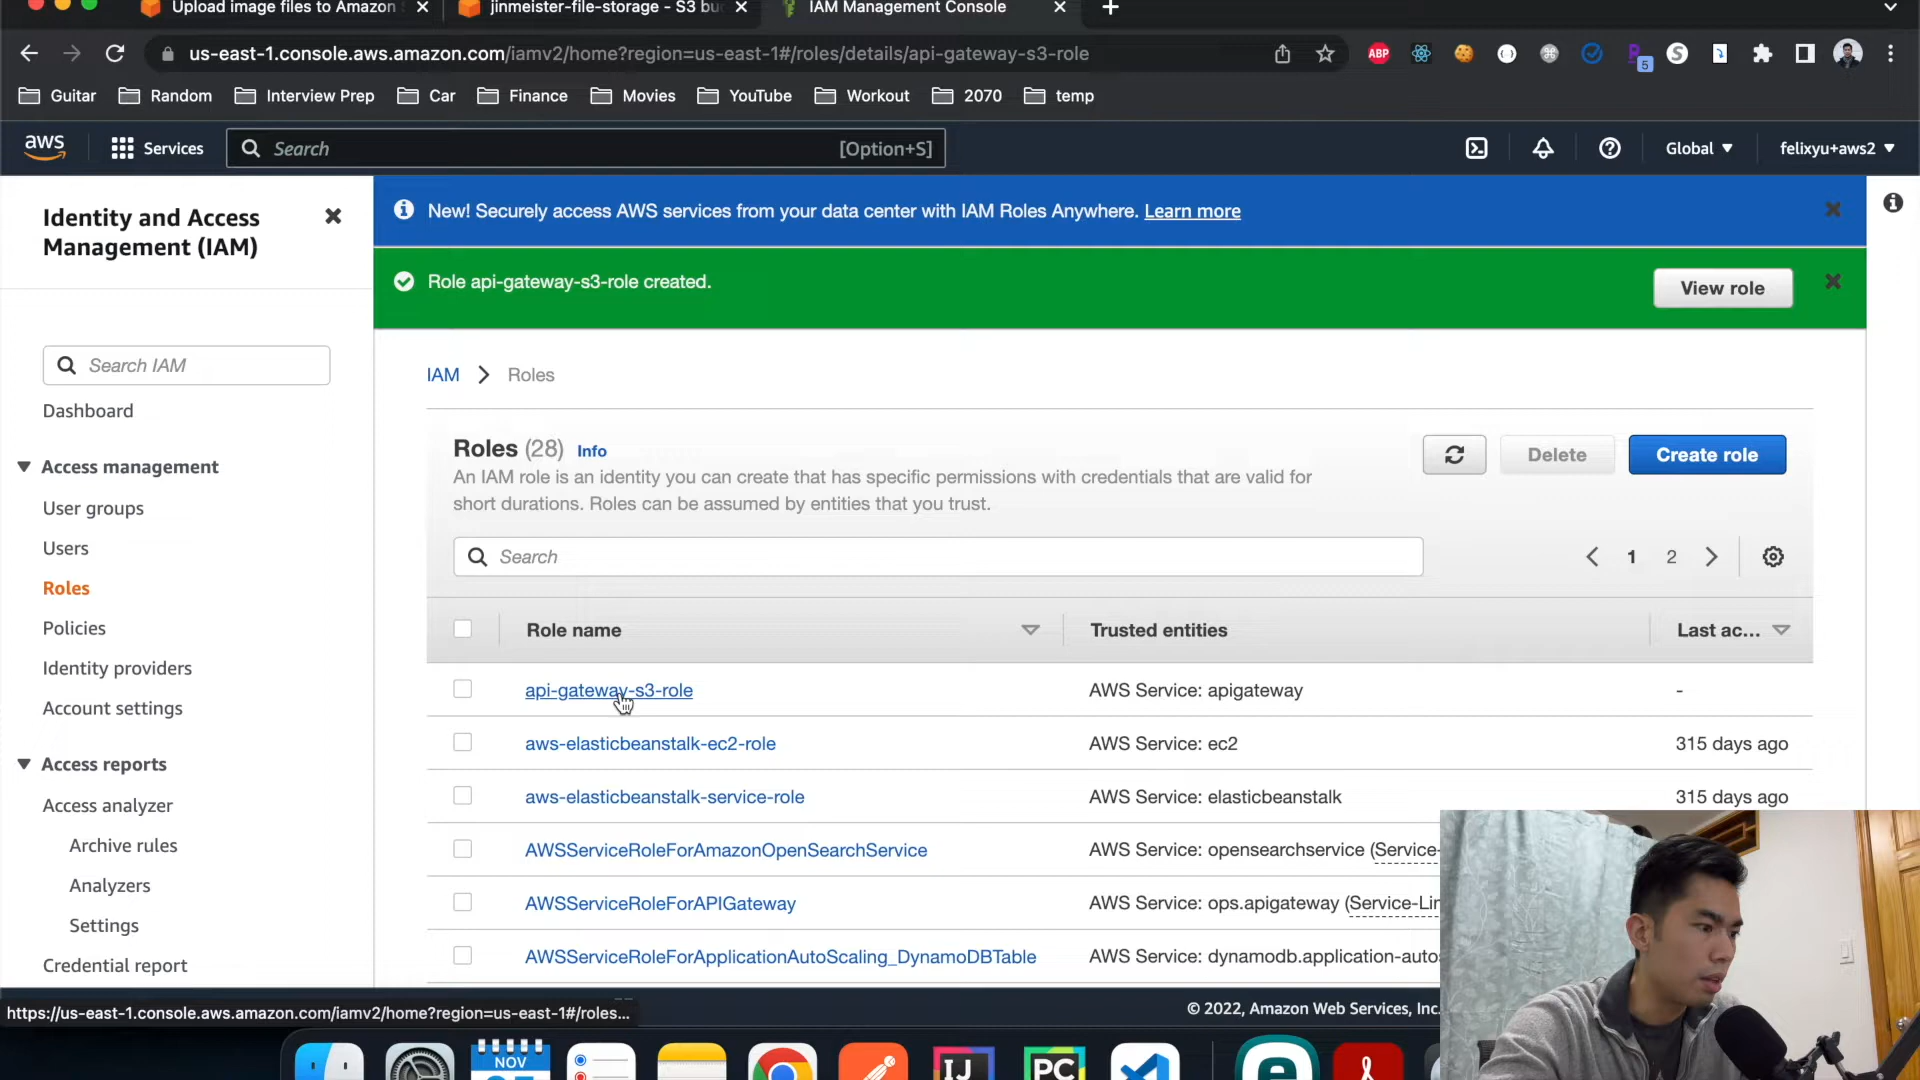 Upload image files to Amazon S
jinmeister-file-storage - S3 bu
IAM Management Console
us-east-1.console.aws.amazon.com/iamv2/home?region=us-east-1#/roles/details/api-gateway-s3-role
ABP
5
Guitar
Random
Interview Prep
Car
Finance
Movies
YouTube
Workout
2070
temp
aws
Services
Search
[Option+S]
Global
felixyu+aws2
Identity and Access
Management (IAM)
New! Securely access AWS services from your data center with IAM Roles Anywhere. Learn more
Role api-gateway-s3-role created.
View role
Search IAM
IAM
Roles
Dashboard
Access management
User groups
Users
Roles
Policies
Identity providers
Account settings
Access reports
Access analyzer
Archive rules
Analyzers
Settings
Credential report
Roles (28) Info
An IAM role is an identity you can create that has specific permissions with credentials that are valid for
short durations. Roles can be assumed by entities that you trust.
Delete
Create role
Search
1
2
Role name
Trusted entities
Last ac...
api-gateway-s3-role
AWS Service: apigateway
-
aws-elasticbeanstalk-ec2-role
AWS Service: ec2
315 days ago
aws-elasticbeanstalk-service-role
AWS Service: elasticbeanstalk
315 days ago
AWSServiceRoleForAmazonOpenSearchService
AWS Service: opensearchservice (Service-
AWSServiceRoleForAPIGateway
AWS Service: ops.apigateway (Service-Lin
AWSServiceRoleForApplicationAutoScaling_DynamoDBTable
AWS Service: dynamodb.application-auto
https://us-east-1.console.aws.amazon.com/iamv2/home?region=us-east-1#/roles...
© 2022, Amazon Web Services, Inc.
NOV
IJ
PC